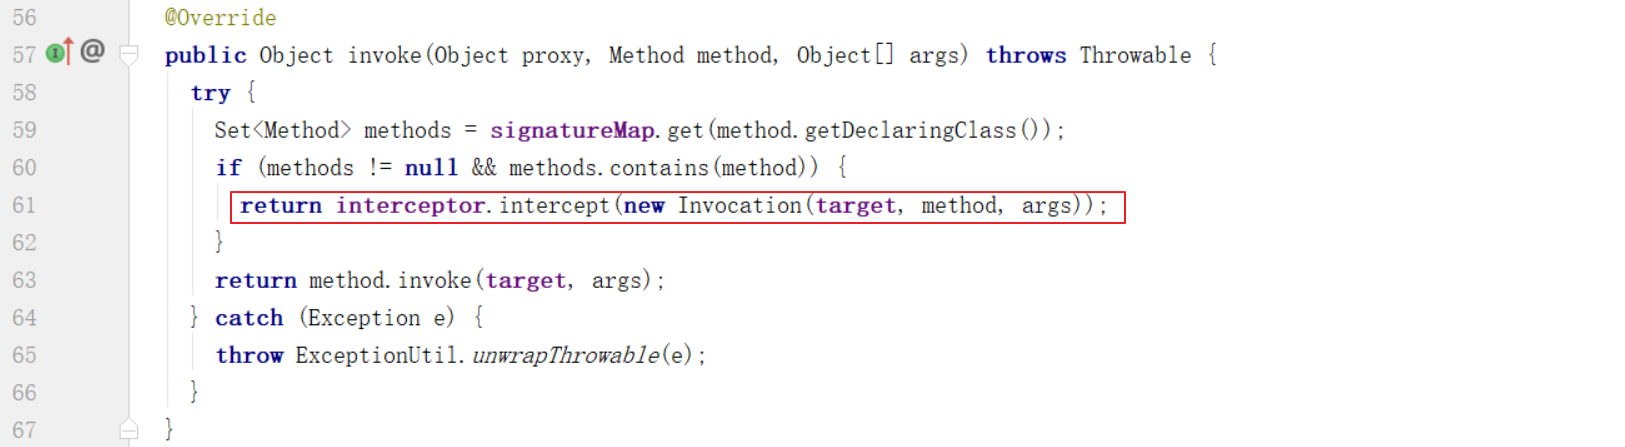 56 @Override
57 I @ public Object invoke(Object proxy, Method method, Object[] args) throws Throwable {
58 try {
59 Set<Method> methods = signatureMap.get(method.getDeclaringClass());
60 if (methods != null && methods.contains(method)) {
61 return interceptor.intercept(new Invocation(target, method, args));
62 }
63 return method.invoke(target, args);
64 } catch (Exception e) {
65 throw ExceptionUtil.unwrapThrowable(e);
66 }
67 }